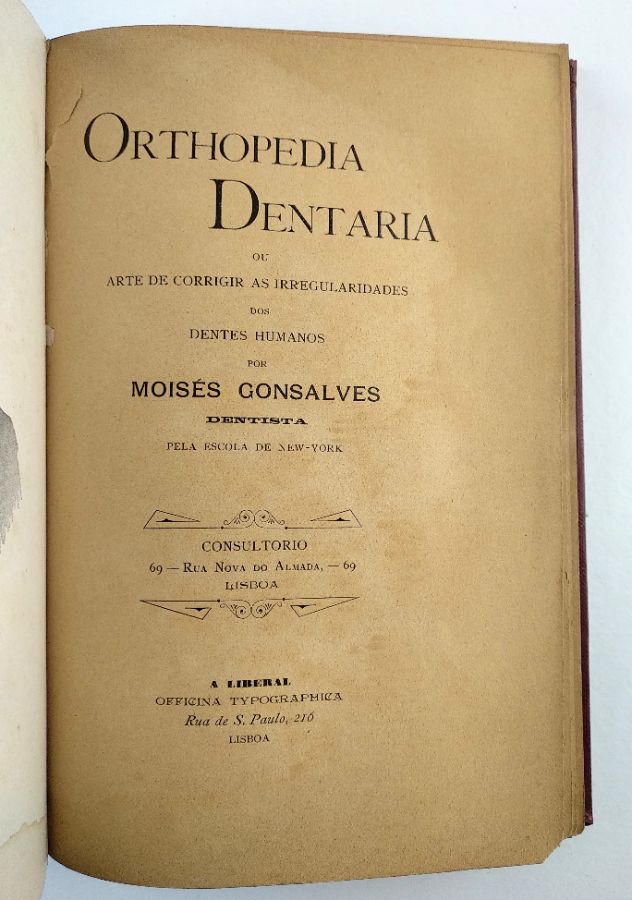 ORTHOPEDIA
DENTARIA
OU
ARTE DE CORRIGIR AS IRREGULARIDADES
DOS
DENTES HUMANOS
POR
MOISÉS GONSALVES
DENTISTA
PELA ESCOLA DE NEW-YORK
CONSULTORIO
69 — RUA NOVA DO ALMADA, — 69
LISBOA
A LIBERAL
OFFICINA TYPOGRAPHICA
Rua de S. Paulo, 216
LISBOA